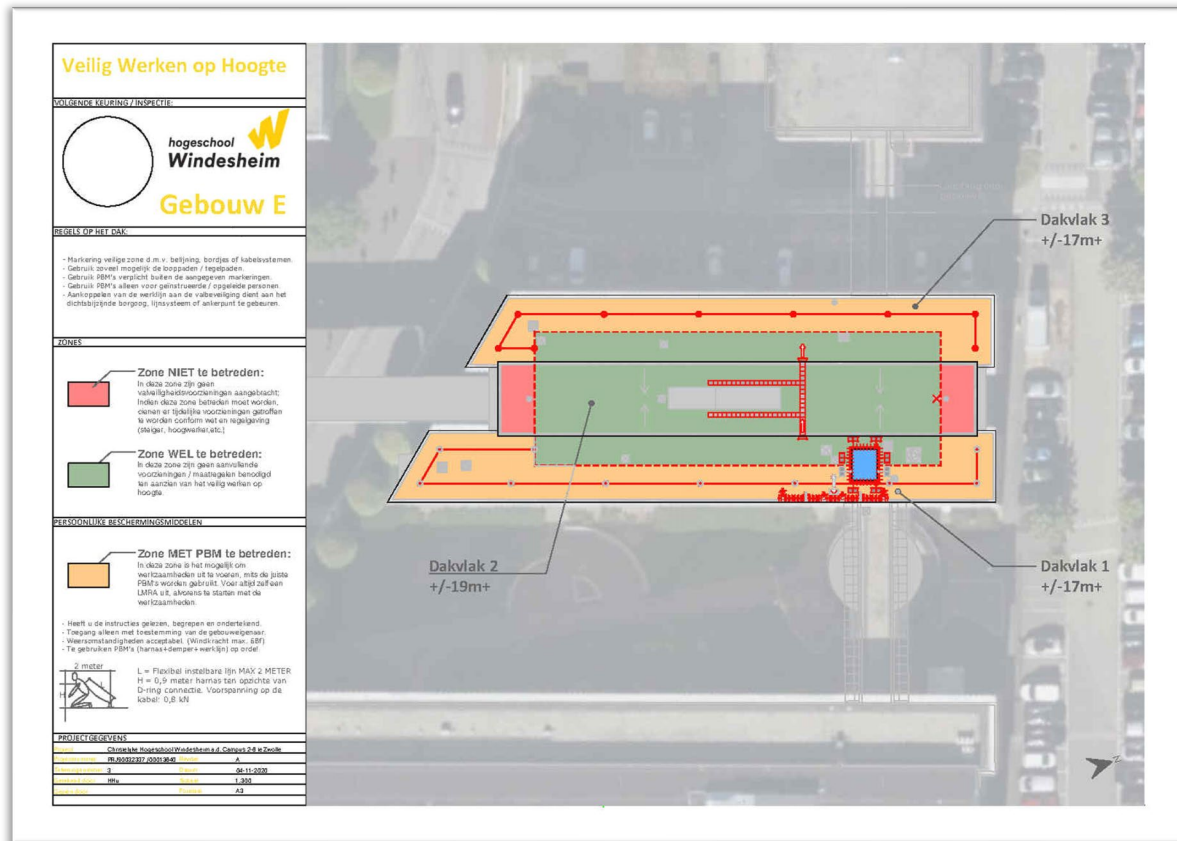 Veilig Werken op Hoogte
VOLGENDE KEURING / INSPECTIE:
hogeschool
Windesheim
Gebouw E
REGELS OP HET DAK:
- Markering veilige zone d.m.v. belijning, bordjes of kabelsystemen.
- Gebruik zoveel mogelijk de looppaden / tegelpaden.
- Gebruik PBM's verplicht buiten de aangegeven markeringen.
- Gebruik PBM's alleen voor geïnstrueerde / opgeleide personen.
- Aankoppelen van de werklijn aan de valbeveiliging dient aan het
dichtsbijzijnde borgoog, lijnsysteem of ankerpunt te gebeuren.
ZONES
Zone NIET te betreden:
In deze zone zijn geen
valveiligheidsvoorzieningen aangebracht;
Indien deze zone betreden moet worden,
dienen er tijdelijke voorzieningen getroffen
te worden conform wet en regelgeving
(steiger, hoogwerker,etc.)
Zone WEL te betreden:
In deze zone zijn geen aanvullende
voorzieningen / maatregelen benodigd
ten aanzien van het veilig werken op
hoogte.
PERSOONLIJKE BESCHERMINGSMIDDELEN
Zone MET PBM te betreden:
In deze zone is het mogelijk om
werkzaamheden uit te voeren, mits de juiste
PBM's worden gebruikt. Voer altijd zelf een
LMRA uit, alvorens te starten met de
werkzaamheden.
- Heeft u de instructies gelezen, begrepen en ondertekend.
- Toegang alleen met toestemming van de gebouweigenaar.
- Weersomstandigheden acceptabel. (Windkracht max. 6Bf)
- Te gebruiken PBM's (harnas+demper+werklijn) op orde!
2 meter
H
L
L = Flexibel instelbare lijn MAX 2 METER
H = 0,9 meter harnas ten opzichte van
D-ring connectie. Voorspanning op de
kabel: 0,8 kN
PROJECTGEGEVENS
Christelijke Hogeschool Windesheim a.d. Campus 2-6 te Zwolle
A
3
04-11-2020
HHu
1:300
Formaat
A3
Dakvlak 3
+/-17m+
Dakvlak 2
+/-19m+
Dakvlak 1
+/-17m+
Z